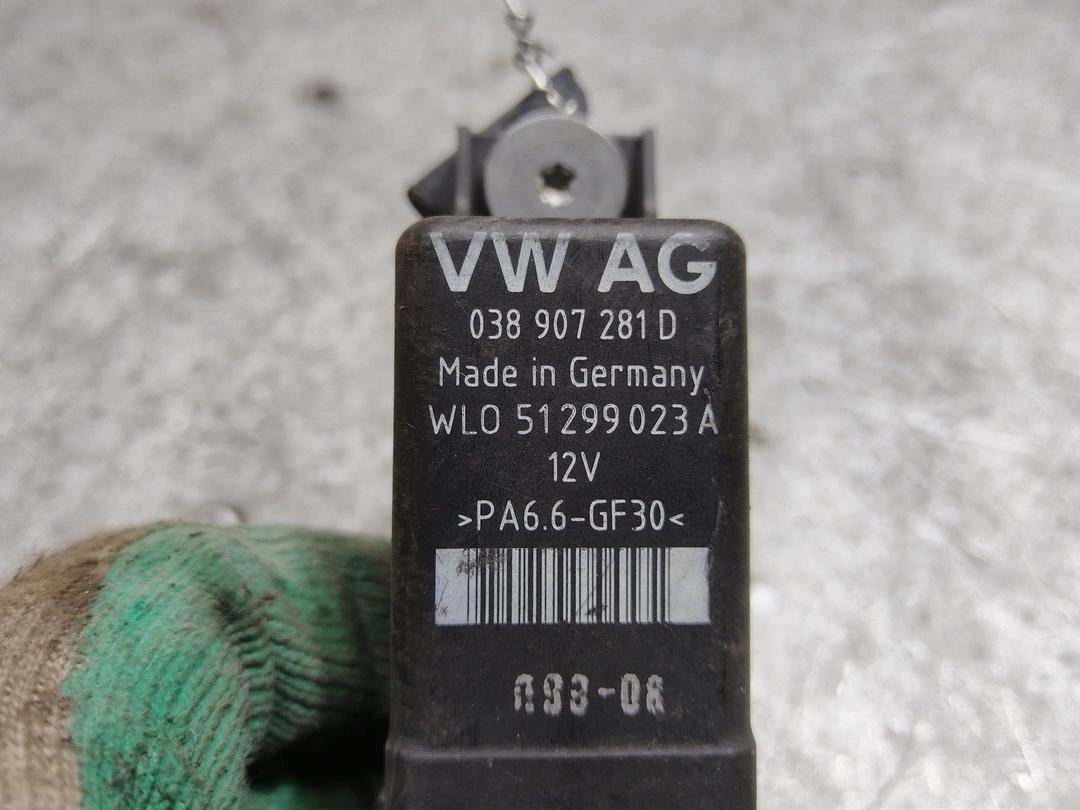 VW AG
038 907 281 D
Made in Germany
WLO 51299023 A
12V
>PA6.6-GF30<